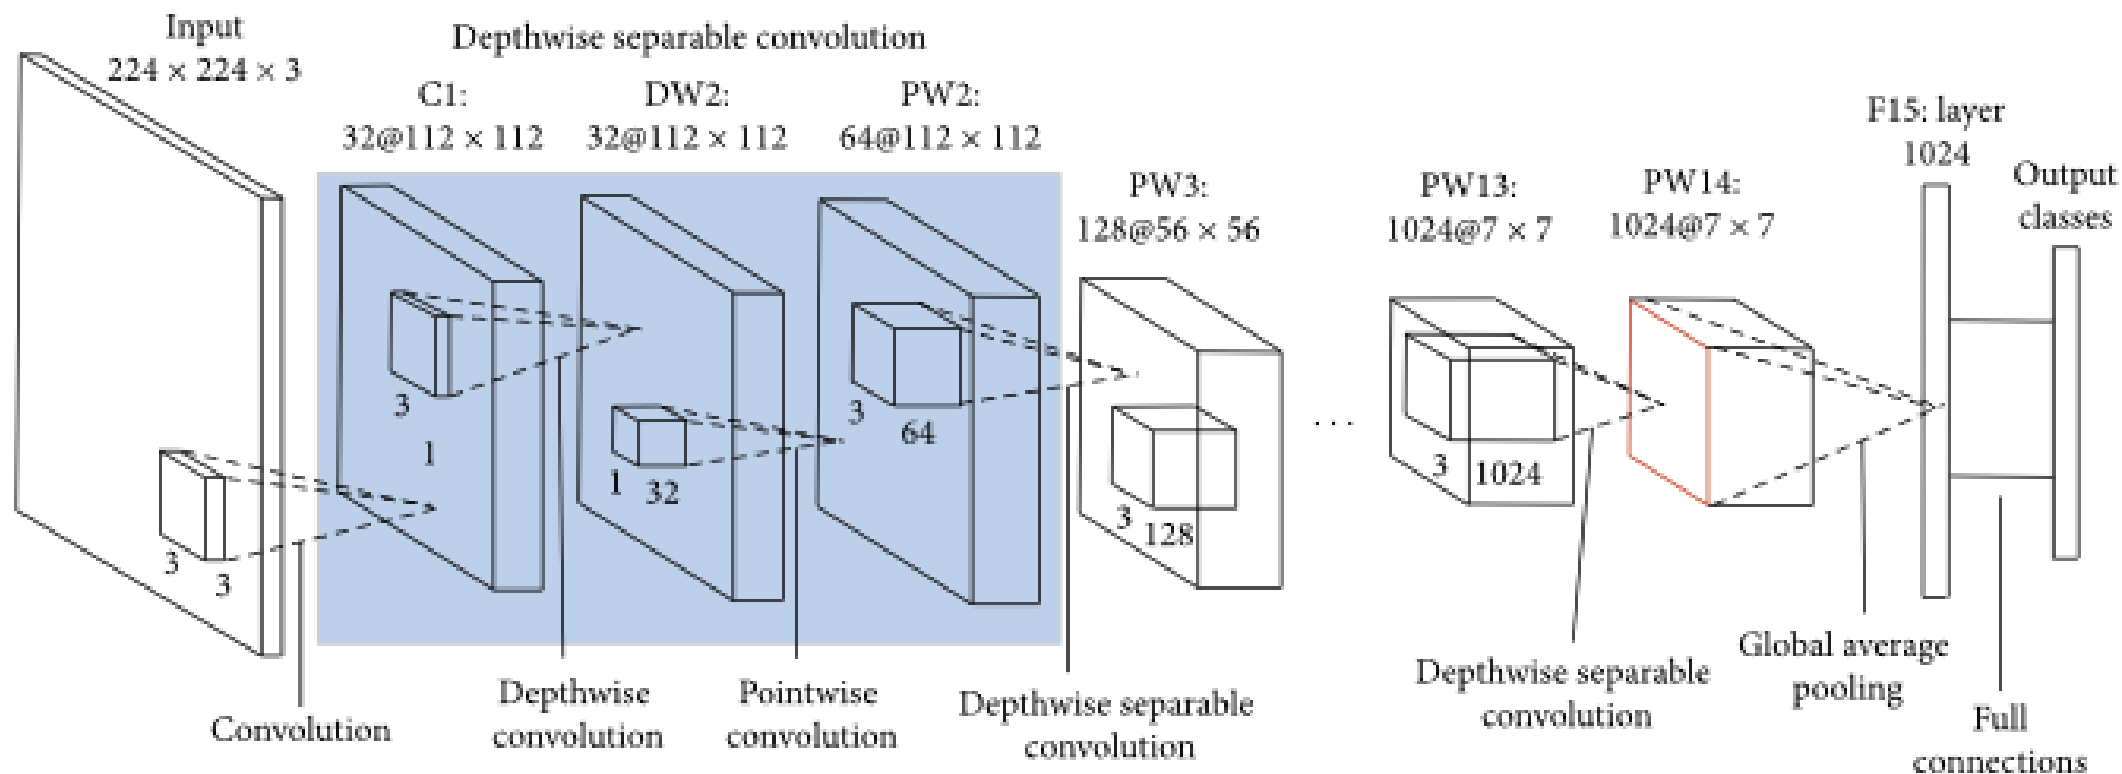 Input
224 × 224 × 3
Depthwise separable convolution
C1:
32@112 × 112
DW2:
32@112 × 112
PW2:
64@112 × 112
PW3:
128@56 × 56
PW13:
1024@7 × 7
PW14:
1024@7 × 7
F15: layer
1024
Output
classes
3
3
3
1
1
32
3
64
3
128
...
3
1024
Convolution
Depthwise
convolution
Pointwise
convolution
Depthwise separable
convolution
Depthwise separable
convolution
Global average
pooling
Full
connections